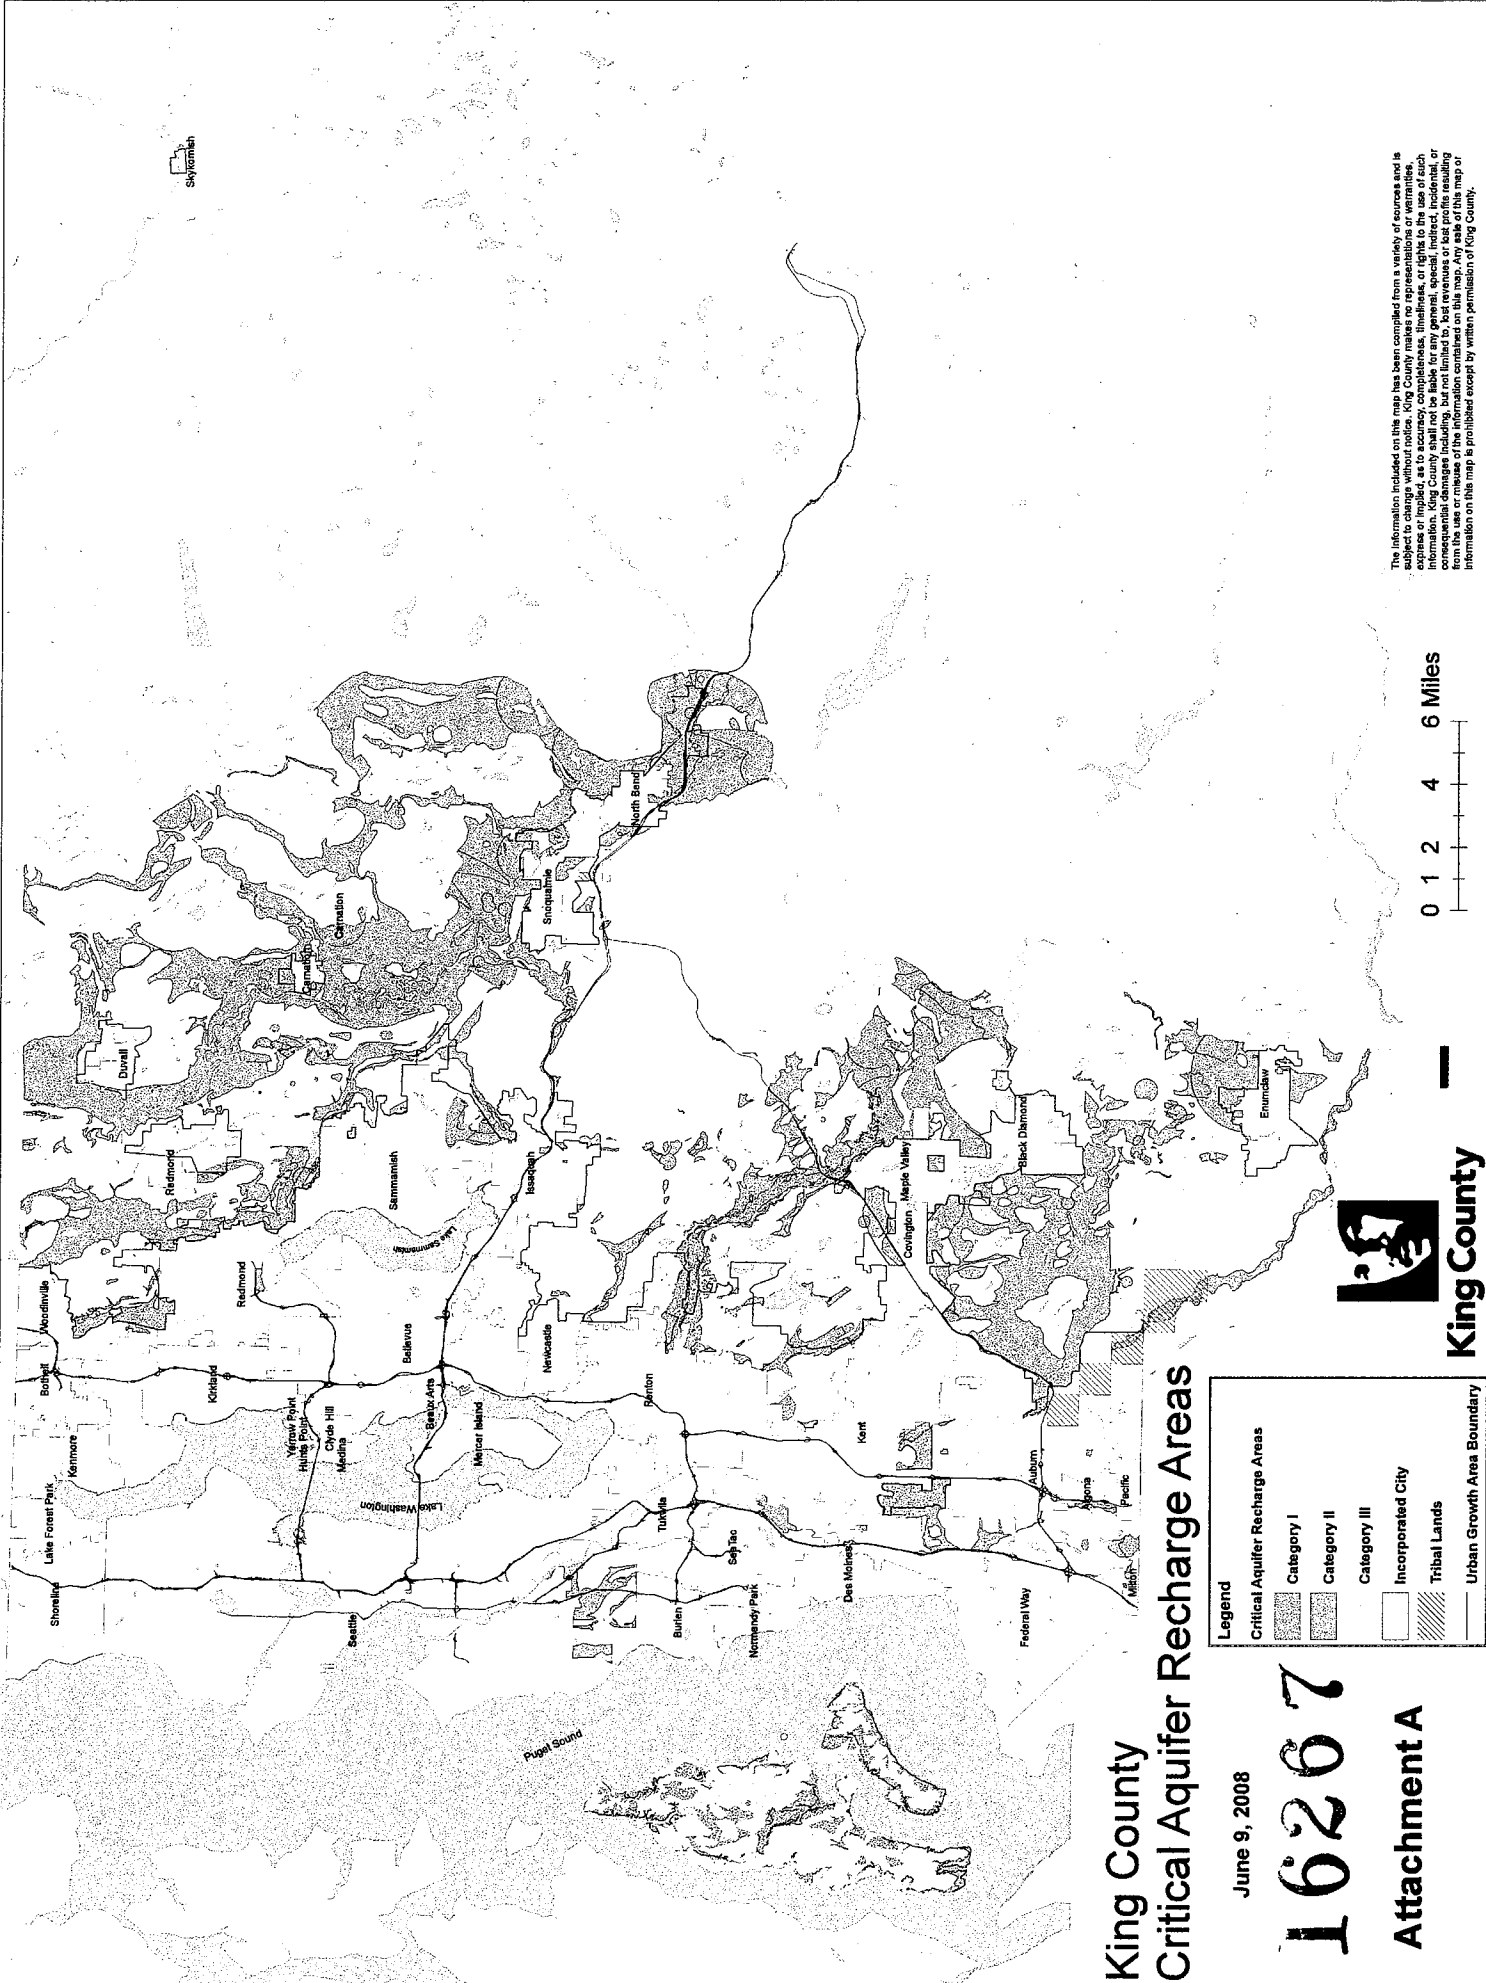 King County
Critical Aquifer Recharge Areas
June 9, 2008
16267
Attachment A
Legend
Critical Aquifer Recharge Areas
Category I
Category II
Category III
Incorporated City
Tribal Lands
Urban Growth Area Boundary
King County
0 1 2 4 6 Miles
The information included on this map has been compiled from a variety of sources and is
subject to change without notice. King County makes no representations or warranties,
express or implied, as to accuracy, completeness, timeliness, or rights to the use of such
information. King County shall not be liable for any general, special, indirect, incidental, or
consequential damages including, but not limited to, lost revenues or lost profits resulting
from the use or misuse of the information contained on this map. Any sale of this map or
information on this map is prohibited except by written permission of King County.
Shoreline
Lake Forest Park
Kenmore
Bothell
Woodinville
Duvall
Skykomish
Kirkland
Redmond
Redmond
Carnation
Carnation
Yarrow Point
Hunts Point
Clyde Hill
Medina
Seattle
Lake Washington
Bellevue
Beaux Arts
Mercer Island
Sammamish
Lake Sammamish
Issaquah
Newcastle
Snoqualmie
North Bend
Puget Sound
Renton
Tukwila
SeaTac
Burien
Normandy Park
Des Moines
Kent
Covington
Maple Valley
Black Diamond
Federal Way
Auburn
Algona
Pacific
Milton
Enumclaw